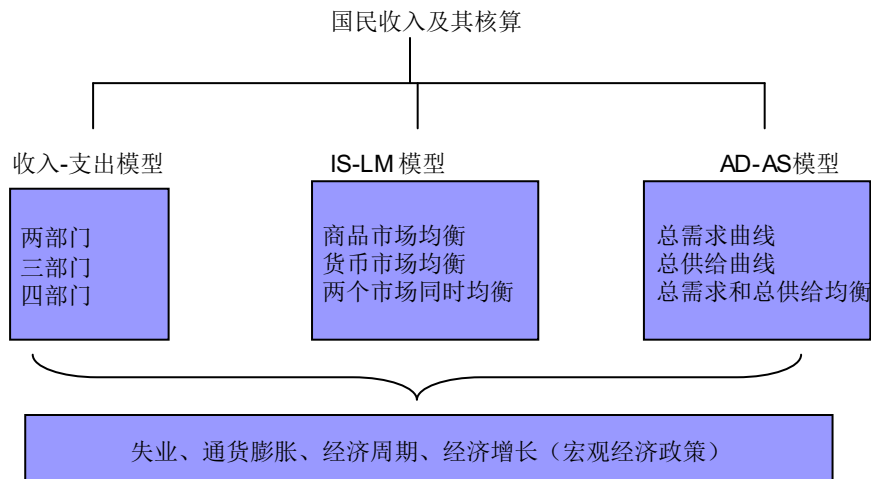 国民收入及其核算
收入-支出模型
IS-LM 模型
AD-AS模型
两部门
三部门
四部门
商品市场均衡
货币市场均衡
两个市场同时均衡
总需求曲线
总供给曲线
总需求和总供给均衡
失业、通货膨胀、经济周期、经济增长（宏观经济政策）